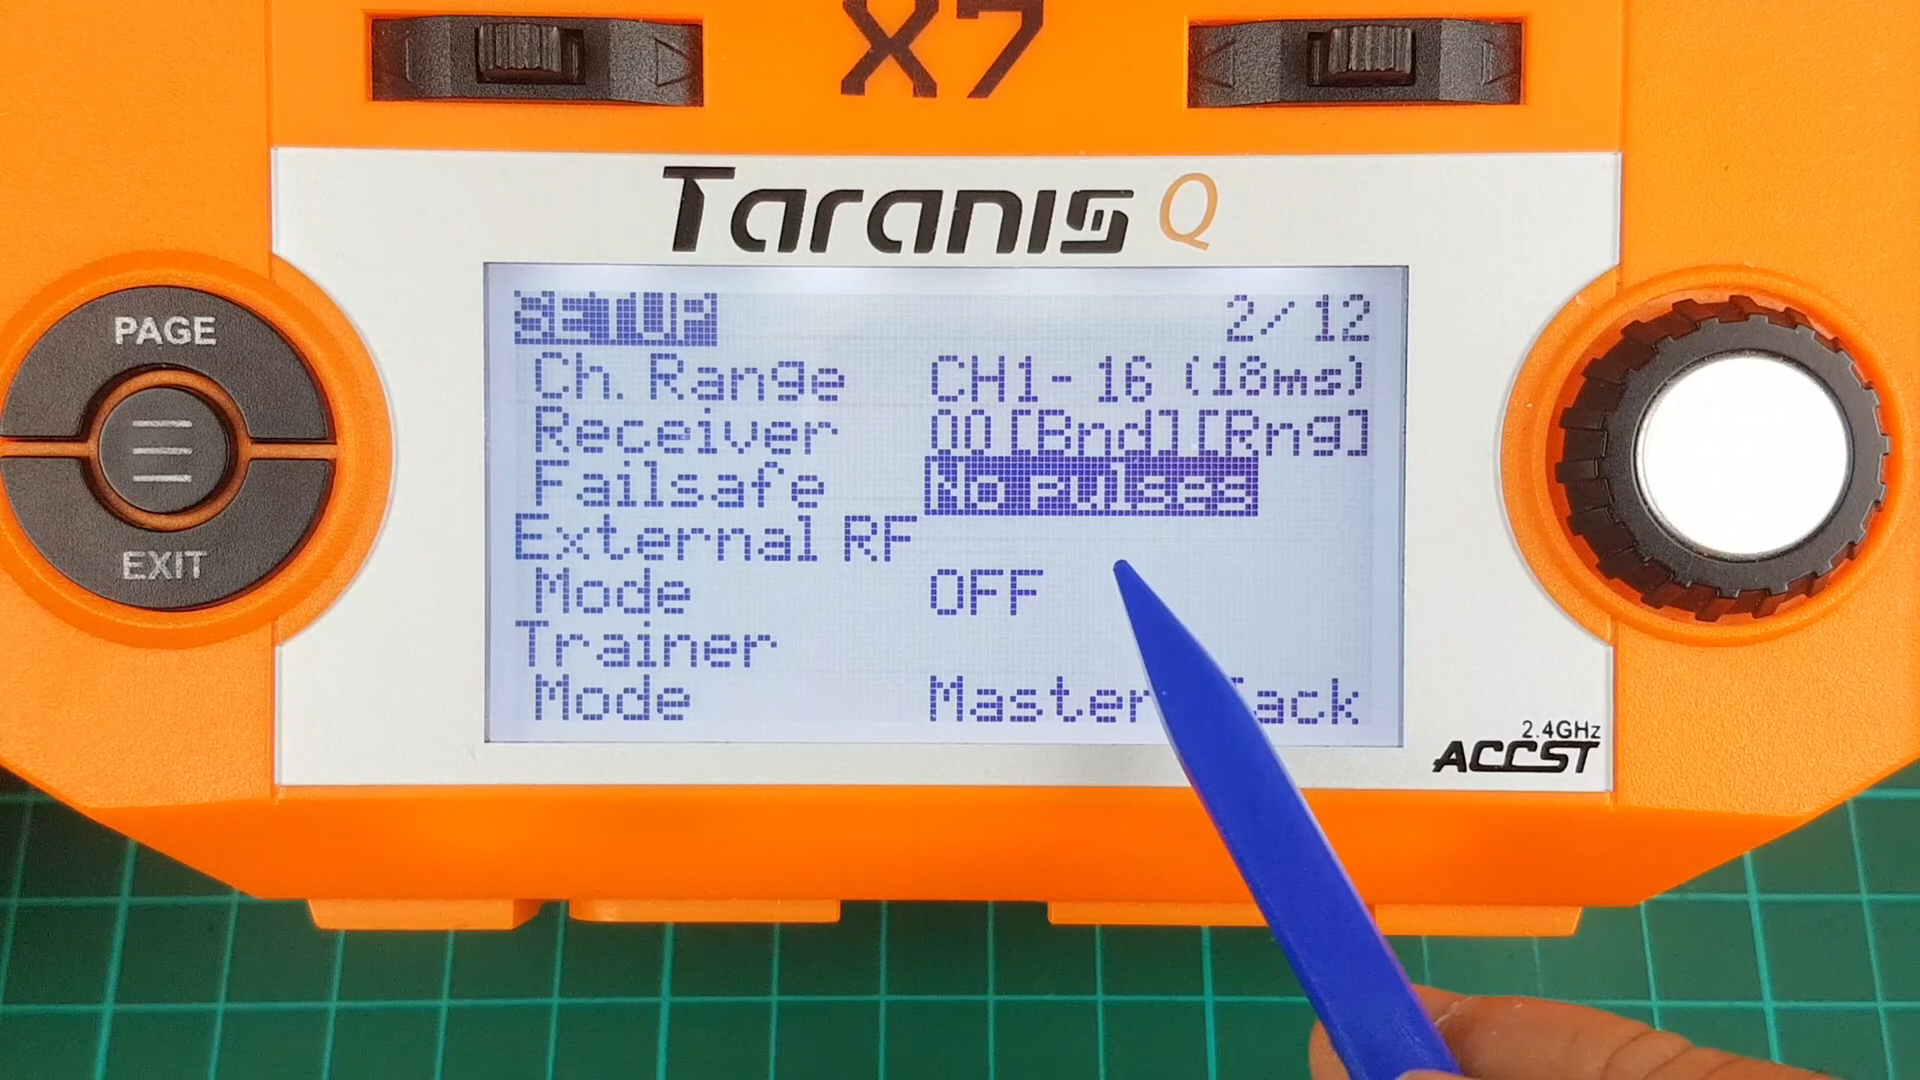 X7
Taranis Q
PAGE
EXIT
SETUP 2/12
Ch. Range CH1-16 (18ms)
Receiver 00 [Bnd] [Rng]
Failsafe No pulses
External RF
Mode OFF
Trainer
Mode Master
2.4GHz
ACCST